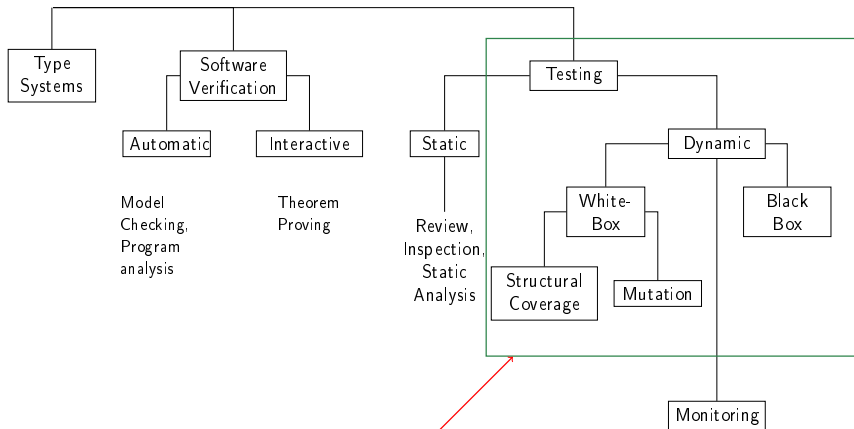 Type
Systems
Software
Verification
Testing
Automatic
Interactive
Static
Dynamic
Model
Checking,
Program
analysis
Theorem
Proving
Review,
Inspection,
Static
Analysis
White-
Box
Black
Box
Structural
Coverage
Mutation
Monitoring